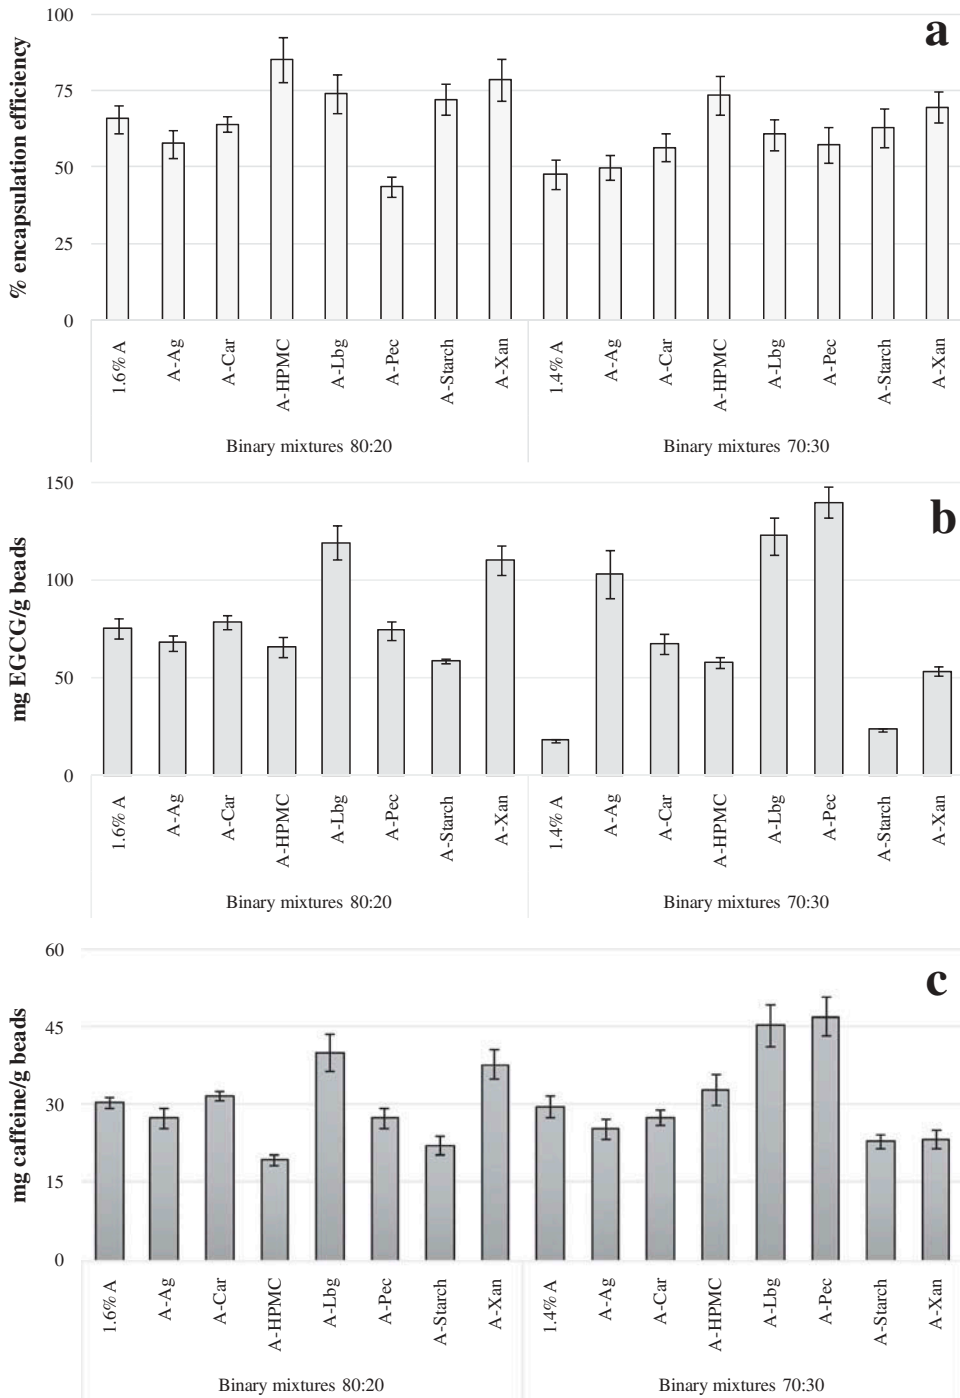 a
% encapsulation efficiency
100
75
50
25
0
1.6% A
A-Ag
A-Car
A-HPMC
A-Lbg
A-Pec
A-Starch
A-Xan
1.4% A
A-Ag
A-Car
A-HPMC
A-Lbg
A-Pec
A-Starch
A-Xan
Binary mixtures 80:20
Binary mixtures 70:30
b
mg EGCG/g beads
150
100
50
0
1.6% A
A-Ag
A-Car
A-HPMC
A-Lbg
A-Pec
A-Starch
A-Xan
1.4% A
A-Ag
A-Car
A-HPMC
A-Lbg
A-Pec
A-Starch
A-Xan
Binary mixtures 80:20
Binary mixtures 70:30
c
mg caffeine/g beads
60
45
30
15
0
1.6% A
A-Ag
A-Car
A-HPMC
A-Lbg
A-Pec
A-Starch
A-Xan
1.4% A
A-Ag
A-Car
A-HPMC
A-Lbg
A-Pec
A-Starch
A-Xan
Binary mixtures 80:20
Binary mixtures 70:30